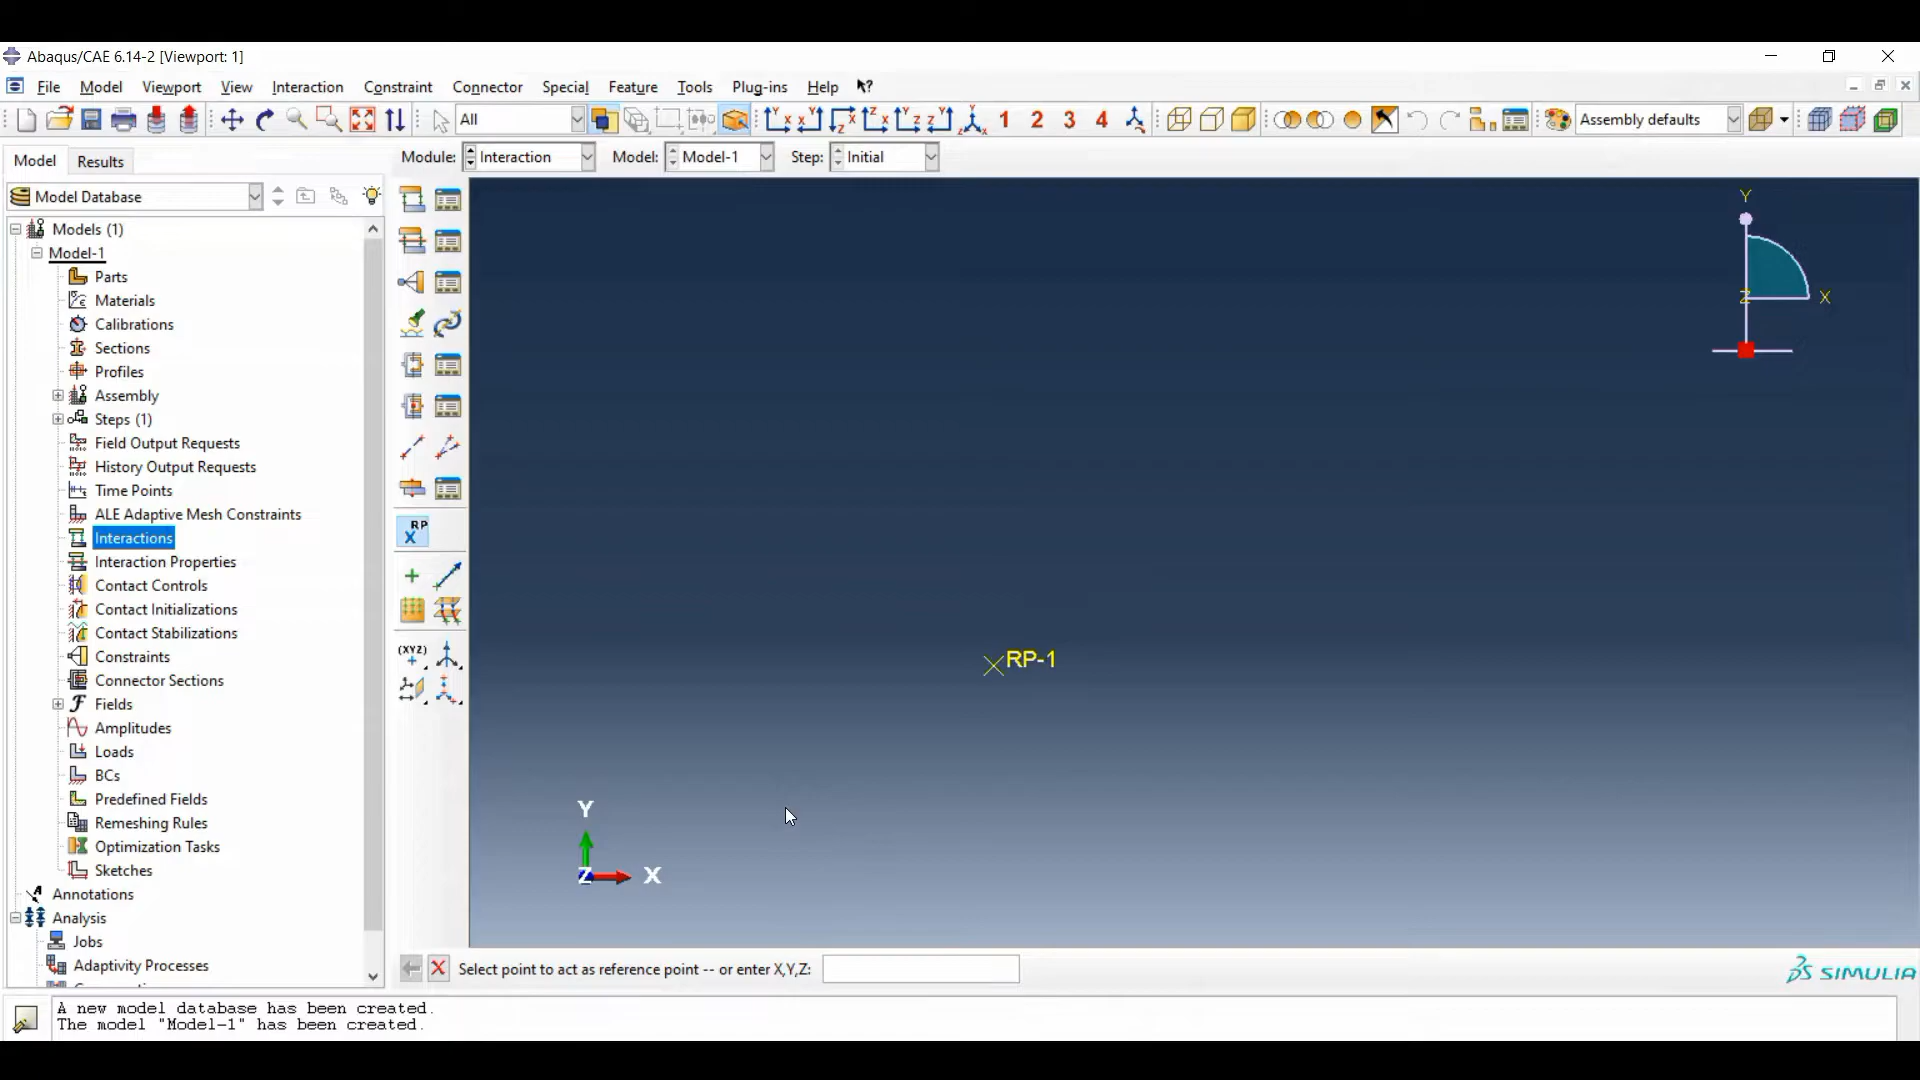 Abaqus/CAE 6.14-2 [Viewport: 1]
File Model Viewport View Interaction Constraint Connector Special Feature Tools Plug-ins Help
All
1 2 3 4
Assembly defaults
Model Results
Module: Interaction Model: Model-1 Step: Initial
Model Database
Models (1)
Model-1
Parts
Materials
Calibrations
Sections
Profiles
Assembly
Steps (1)
Field Output Requests
History Output Requests
Time Points
ALE Adaptive Mesh Constraints
Interactions
Interaction Properties
Contact Controls
Contact Initializations
Contact Stabilizations
Constraints
Connector Sections
Fields
Amplitudes
Loads
BCs
Predefined Fields
Remeshing Rules
Optimization Tasks
Sketches
Annotations
Analysis
Jobs
Adaptivity Processes
RP
X
(XYZ)
Y
Z X
RP-1
Y
Z X
Select point to act as reference point -- or enter X,Y,Z:
SIMULIA
A new model database has been created.
The model "Model-1" has been created.